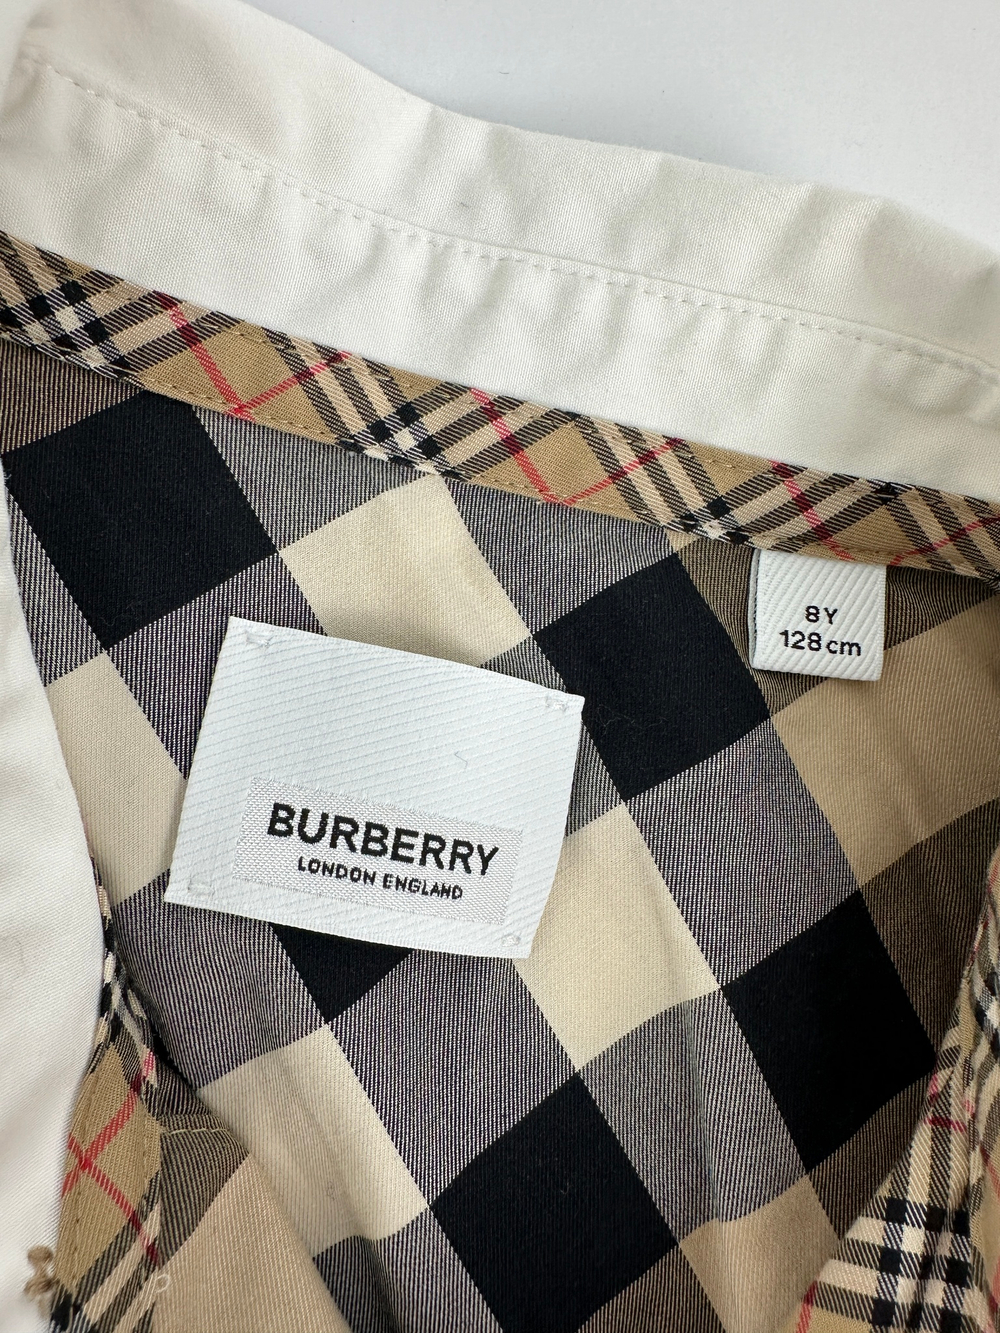 8Y
128 cm
BURBERRY
LONDON ENGLAND